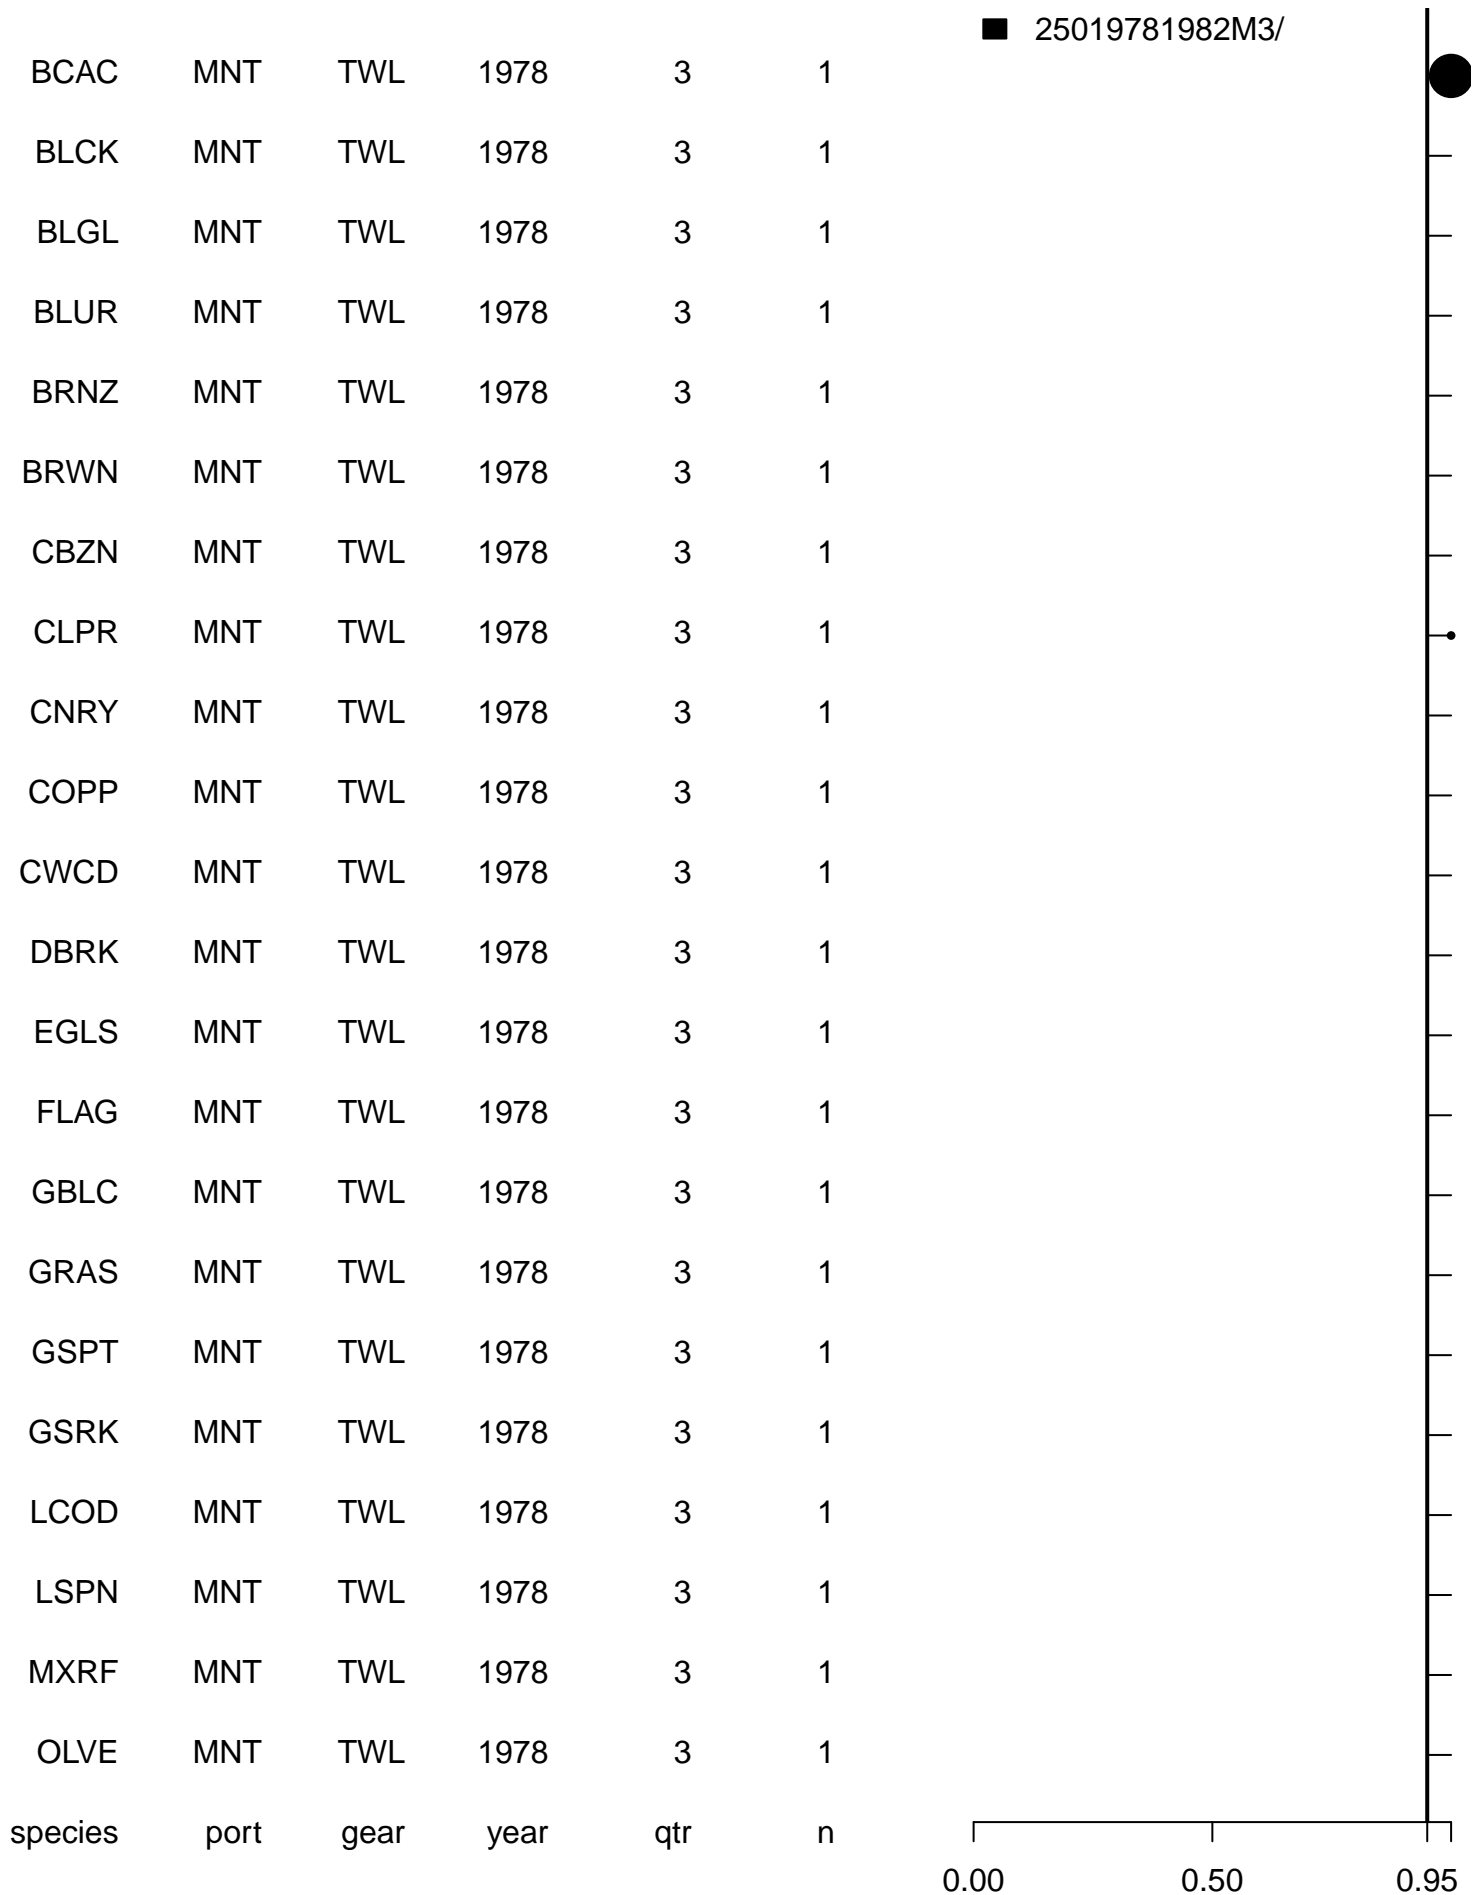 25019781982M3/
BCAC MNT TWL 1978 3 1
BLCK MNT TWL 1978 3 1
BLGL MNT TWL 1978 3 1
BLUR MNT TWL 1978 3 1
BRNZ MNT TWL 1978 3 1
BRWN MNT TWL 1978 3 1
CBZN MNT TWL 1978 3 1
CLPR MNT TWL 1978 3 1
CNRY MNT TWL 1978 3 1
COPP MNT TWL 1978 3 1
CWCD MNT TWL 1978 3 1
DBRK MNT TWL 1978 3 1
EGLS MNT TWL 1978 3 1
FLAG MNT TWL 1978 3 1
GBLC MNT TWL 1978 3 1
GRAS MNT TWL 1978 3 1
GSPT MNT TWL 1978 3 1
GSRK MNT TWL 1978 3 1
LCOD MNT TWL 1978 3 1
LSPN MNT TWL 1978 3 1
MXRF MNT TWL 1978 3 1
OLVE MNT TWL 1978 3 1
species port gear year qtr n
0.00 0.50 0.95